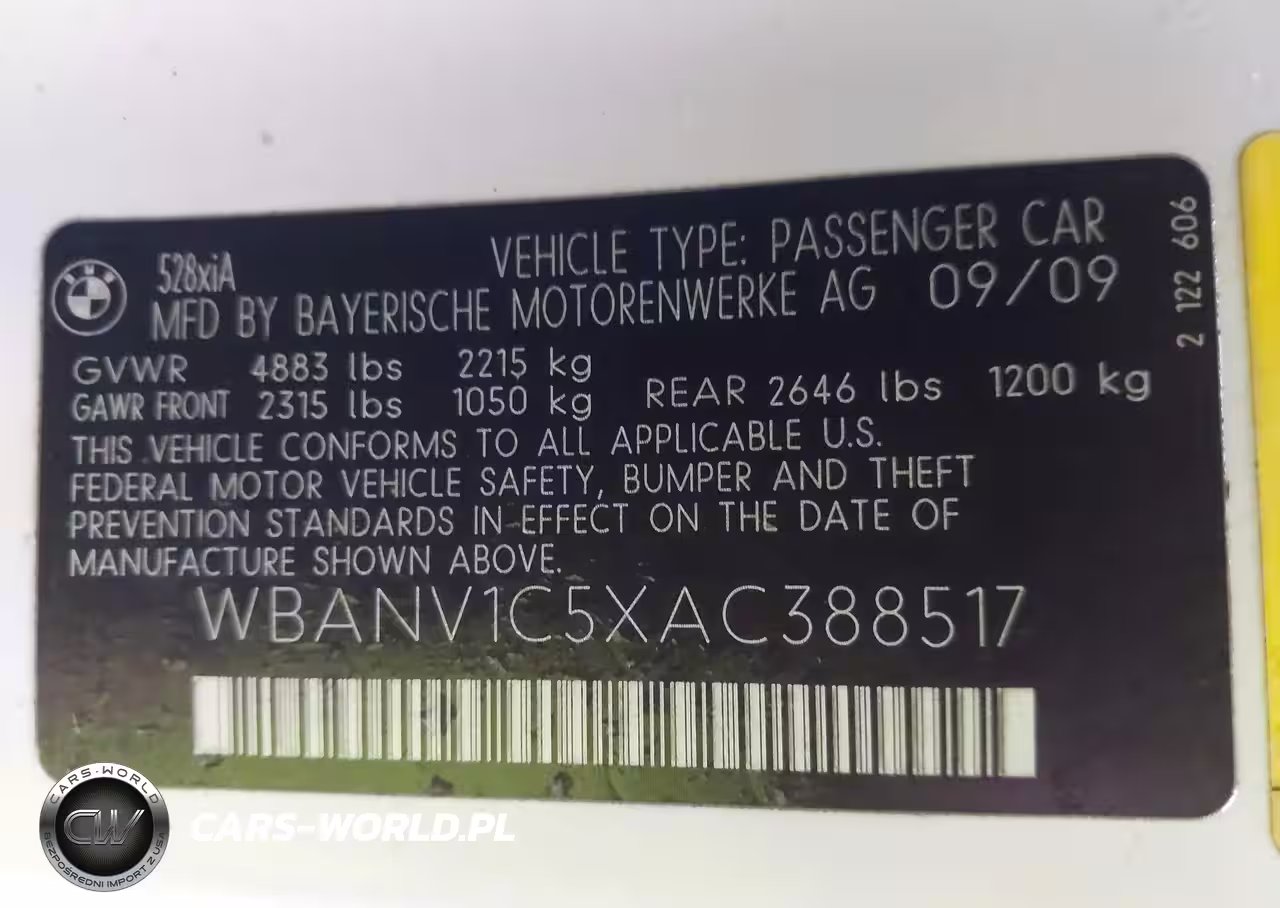 BMW
528xiA
VEHICLE TYPE: PASSENGER CAR
MFD BY BAYERISCHE MOTORENWERKE AG 09/09
2 122 606
GVWR 4883 lbs 2215 kg
GAWR FRONT 2315 lbs 1050 kg REAR 2646 lbs 1200 kg
THIS VEHICLE CONFORMS TO ALL APPLICABLE U.S.
FEDERAL MOTOR VEHICLE SAFETY, BUMPER AND THEFT
PREVENTION STANDARDS IN EFFECT ON THE DATE OF
MANUFACTURE SHOWN ABOVE.
WBANV1C5XAC388517
CARS-WORLD
CW
BEZPOŚREDNI IMPORT Z USA
CARS-WORLD.PL